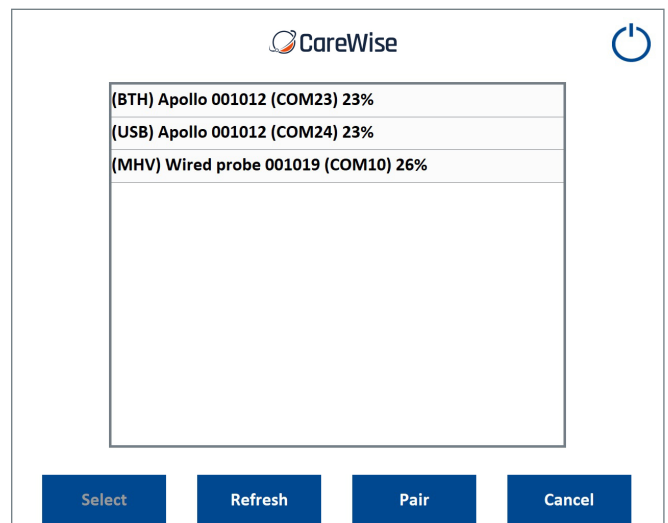 CareWise
(BTH) Apollo 001012 (COM23) 23%
(USB) Apollo 001012 (COM24) 23%
(MHV) Wired probe 001019 (COM10) 26%
Select Refresh Pair Cancel